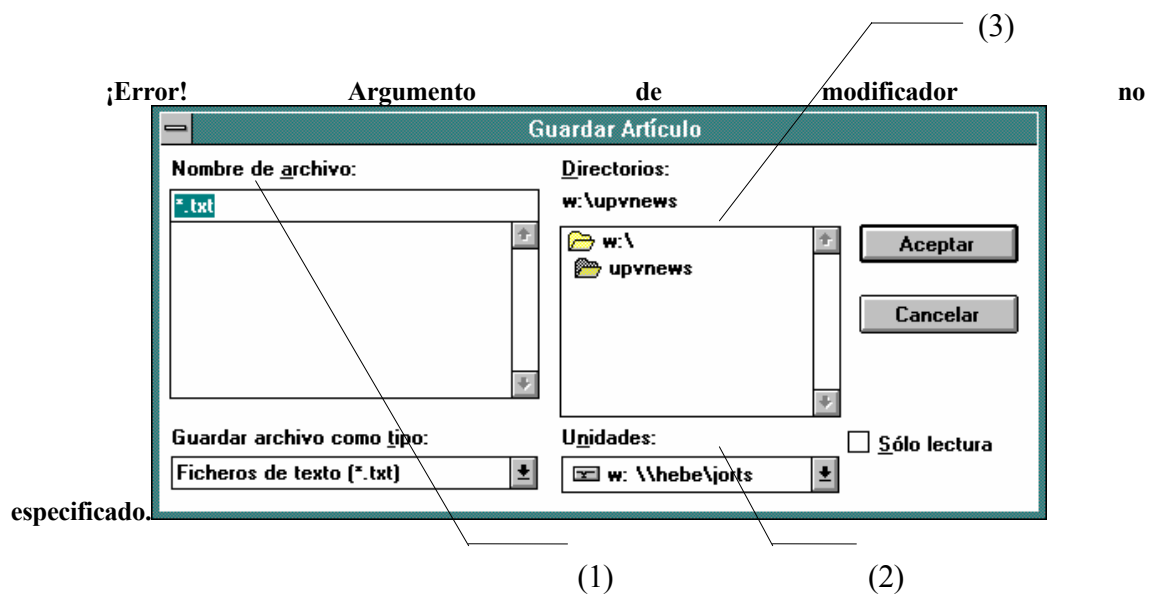 (3)
¡Error! Argumento de modificador no
Guardar Artículo
Nombre de archivo:
*.txt
Directorios:
w:\upvnews
w:\
upvnews
Aceptar
Cancelar
Guardar archivo como tipo:
Ficheros de texto (*.txt)
Unidades:
w: \\hebe\jorts
Sólo lectura
especificado.
(1)
(2)